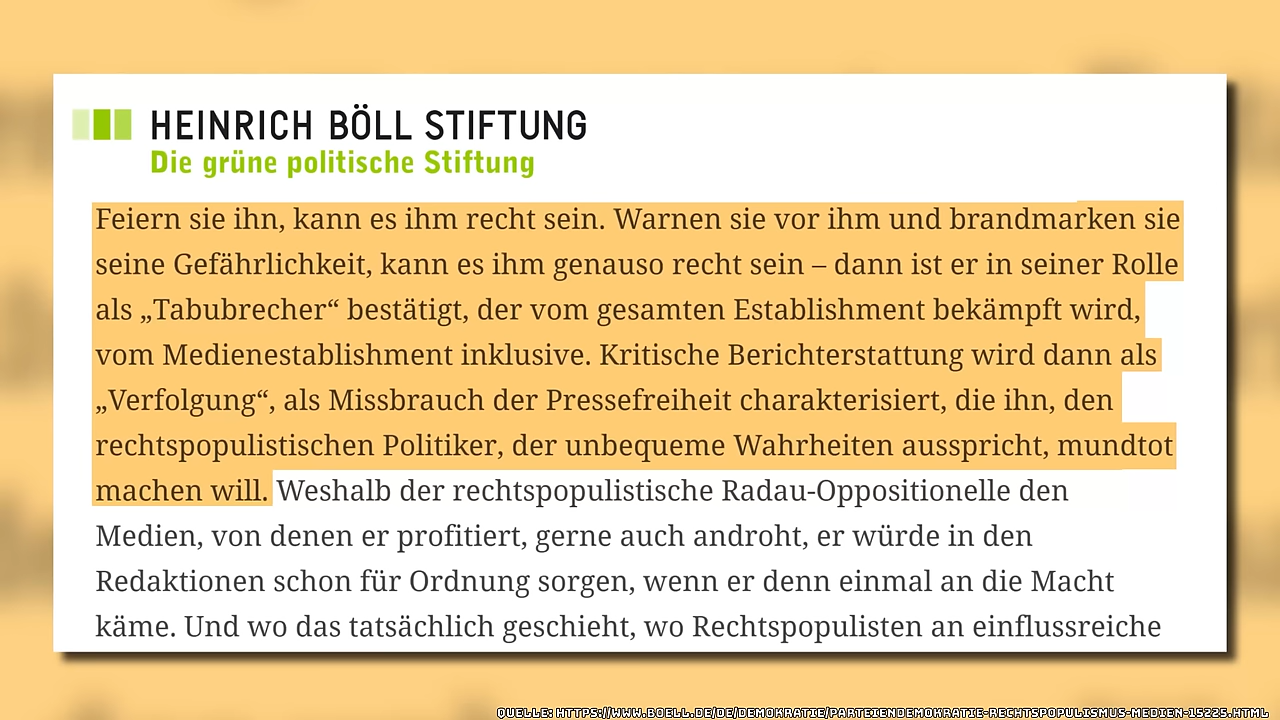 HEINRICH BÖLL STIFTUNG
Die grüne politische Stiftung
Feiern sie ihn, kann es ihm recht sein. Warnen sie vor ihm und brandmarken sie
seine Gefährlichkeit, kann es ihm genauso recht sein – dann ist er in seiner Rolle
als „Tabubrecher“ bestätigt, der vom gesamten Establishment bekämpft wird,
vom Medienestablishment inklusive. Kritische Berichterstattung wird dann als
„Verfolgung“, als Missbrauch der Pressefreiheit charakterisiert, die ihn, den
rechtspopulistischen Politiker, der unbequeme Wahrheiten ausspricht, mundtot
machen will. Weshalb der rechtspopulistische Radau-Oppositionelle den
Medien, von denen er profitiert, gerne auch androht, er würde in den
Redaktionen schon für Ordnung sorgen, wenn er denn einmal an die Macht
käme. Und wo das tatsächlich geschieht, wo Rechtspopulisten an einflussreiche
QUELLE: HTTPS://WWW.BOELL.DE/DE/DEMOKRATIE/PARTEIENDEMOKRATIE-RECHTSPOPULISMUS-MEDIEN-15225.HTML